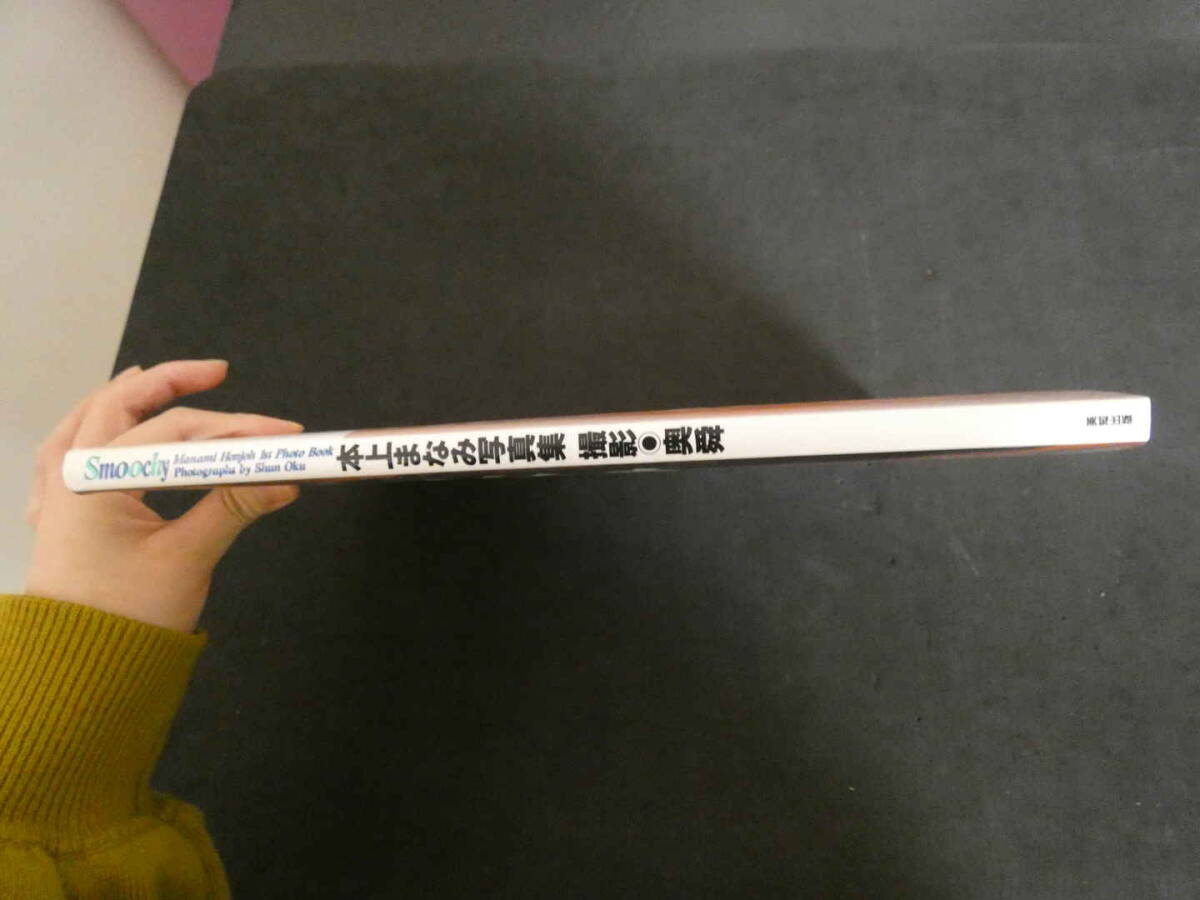 Smoochy
Manami Honjoh 1st Photo Book
Photographs by Shun Oku
本上まなみ写真集 撮影●奥舜